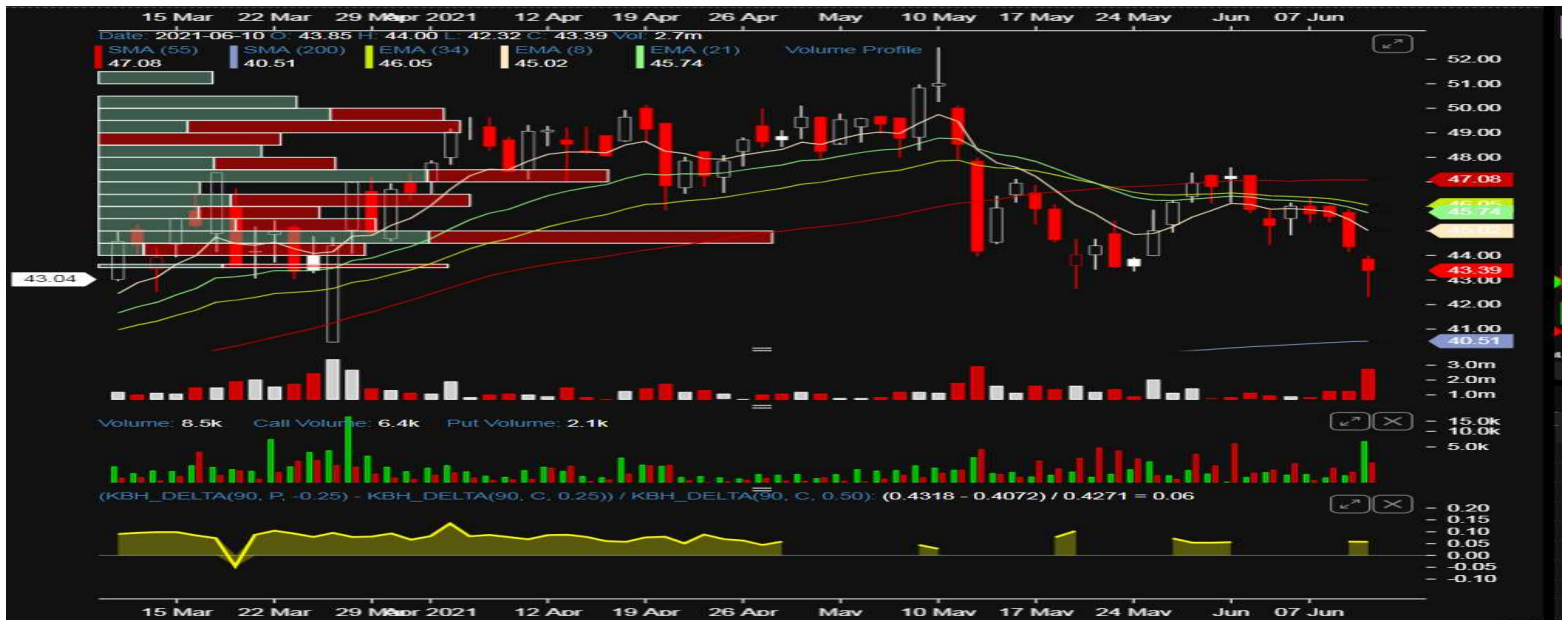 15 Mar 22 Mar 29 Mar Apr 2021 12 Apr 19 Apr 26 Apr May 10 May 17 May 24 May Jun 07 Jun
Date: 2021-06-10 O: 43.85 H: 44.00 L: 42.32 C: 43.39 Vol: 2.7m
SMA (55) SMA (200) EMA (34) EMA (8) EMA (21) Volume Profile
47.08 40.51 46.05 45.02 45.74
52.00
51.00
50.00
49.00
48.00
47.08
46.05
45.74
45.02
44.00
43.39
43.04
43.00
42.00
41.00
40.51
3.0m
2.0m
1.0m
Volume: 8.5k Call Volume: 6.4k Put Volume: 2.1k
15.0k
10.0k
5.0k
(KBH_DELTA(90, P, -0.25) - KBH_DELTA(90, C, 0.25)) / KBH_DELTA(90, C, 0.50): (0.4318 - 0.4072) / 0.4271 = 0.06
0.20
0.15
0.10
0.05
0.00
-0.05
-0.10
15 Mar 22 Mar 29 Mar Apr 2021 12 Apr 19 Apr 26 Apr May 10 May 17 May 24 May Jun 07 Jun